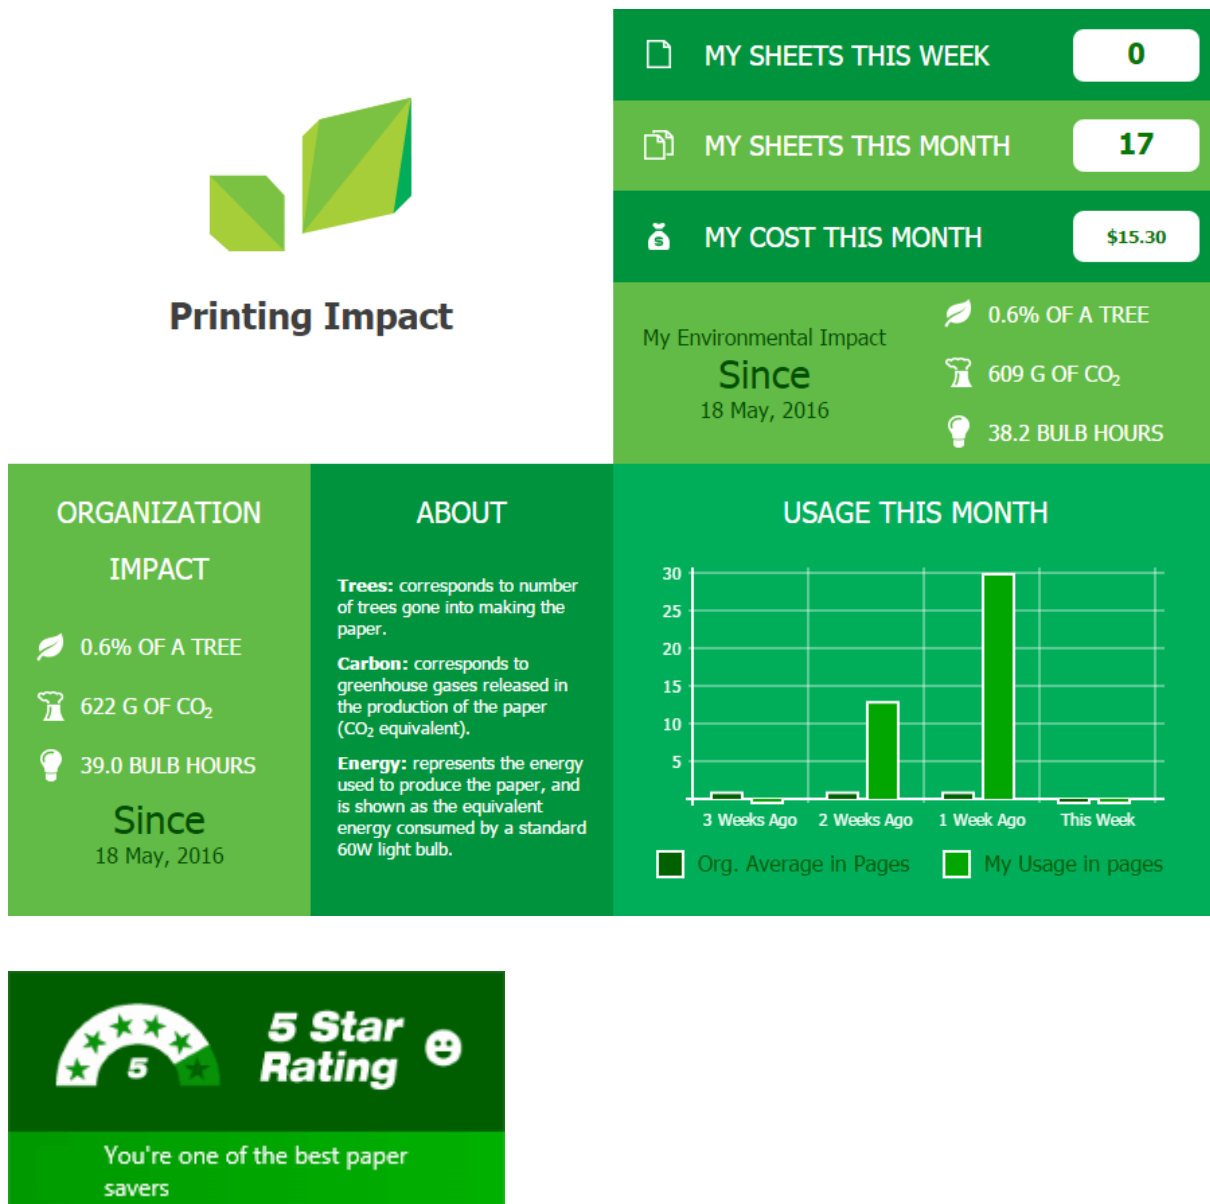 Printing Impact
MY SHEETS THIS WEEK 0
MY SHEETS THIS MONTH 17
MY COST THIS MONTH $15.30
My Environmental Impact
Since
18 May, 2016
0.6% OF A TREE
609 G OF CO₂
38.2 BULB HOURS
ORGANIZATION
IMPACT
0.6% OF A TREE
622 G OF CO₂
39.0 BULB HOURS
Since
18 May, 2016
ABOUT
Trees: corresponds to number
of trees gone into making the
paper.
Carbon: corresponds to
greenhouse gases released in
the production of the paper
(CO₂ equivalent).
Energy: represents the energy
used to produce the paper, and
is shown as the equivalent
energy consumed by a standard
60W light bulb.
USAGE THIS MONTH
30
25
20
15
10
5
3 Weeks Ago 2 Weeks Ago 1 Week Ago This Week
Org. Average in Pages My Usage in pages
5
5 Star
Rating
You're one of the best paper
savers